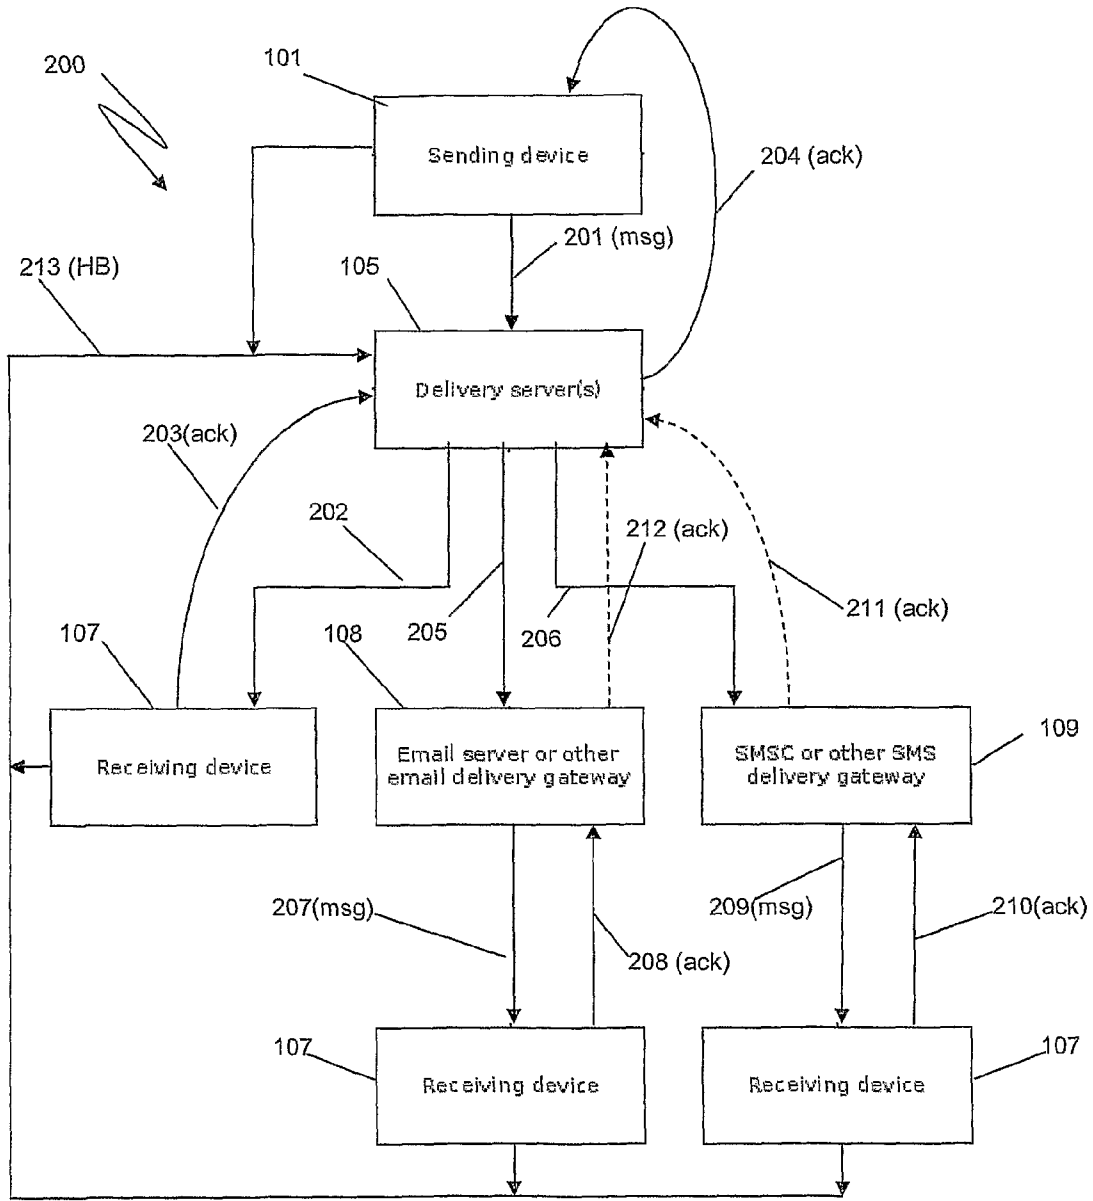 101
200
Sending device
204 (ack)
201 (msg)
213 (HB)
105
Delivery server(s)
203(ack)
202
212 (ack)
205
206
211 (ack)
107
108
Receiving device
Email server or other
email delivery gateway
SMSC or other SMS
delivery gateway
109
207(msg)
208 (ack)
209(msg)
210(ack)
107
Receiving device
Receiving device
107